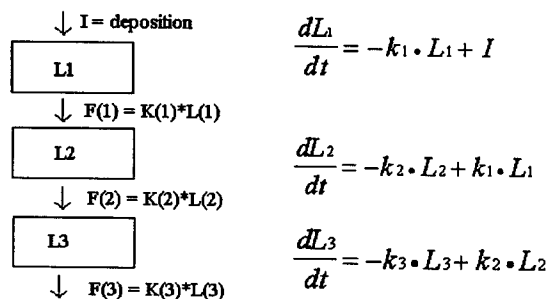 I = deposition
L1
F(1) = K(1)*L(1)
L2
F(2) = K(2)*L(2)
L3
F(3) = K(3)*L(3)
dL₁/dt = -k₁•L₁+ I
dL₂/dt = -k₂•L₂+ k₁•L₁
dL₃/dt = -k₃•L₃+ k₂•L₂